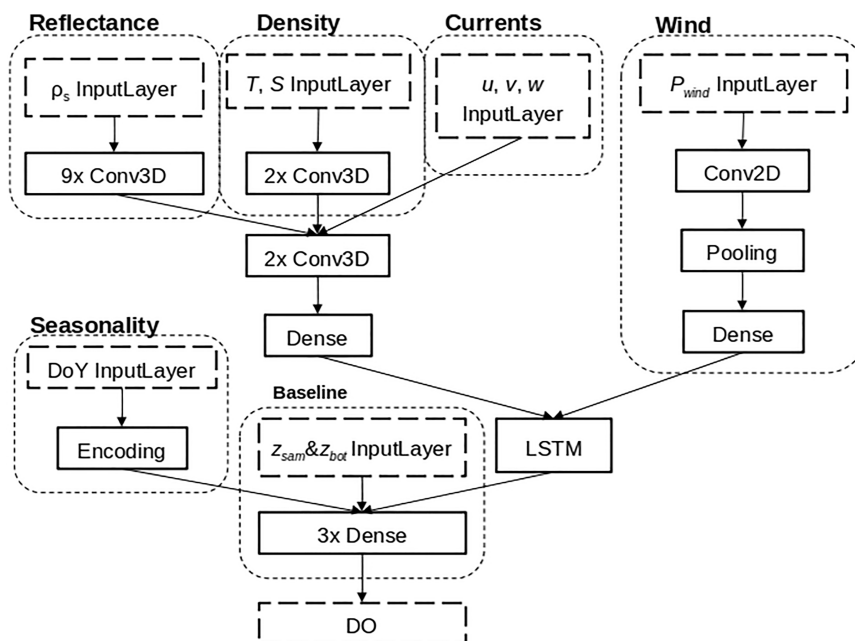 Reflectance
Density
Currents
Wind
ρs InputLayer
T, S InputLayer
u, v, w
InputLayer
Pwind InputLayer
9x Conv3D
2x Conv3D
Conv2D
2x Conv3D
Pooling
Dense
Dense
Seasonality
DoY InputLayer
Encoding
Baseline
zsam&zbot InputLayer
LSTM
3x Dense
DO